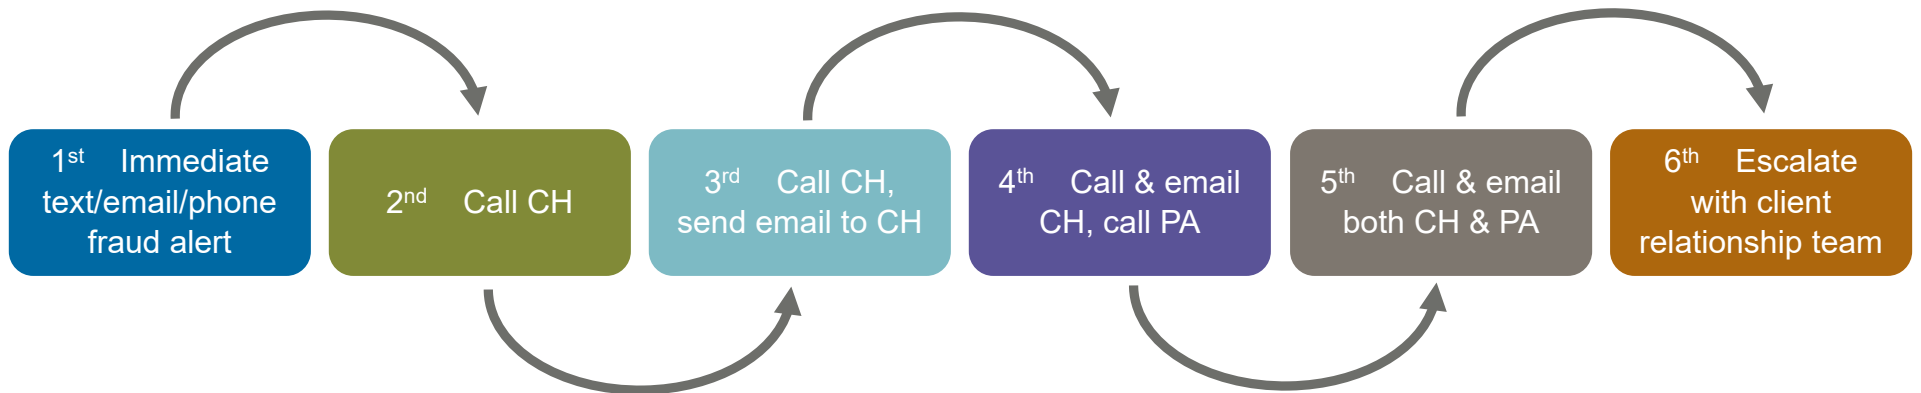 1st Immediate
text/email/phone
fraud alert
2nd Call CH
3rd Call CH,
send email to CH
4th Call & email
CH, call PA
5th Call & email
both CH & PA
6th Escalate
with client
relationship team